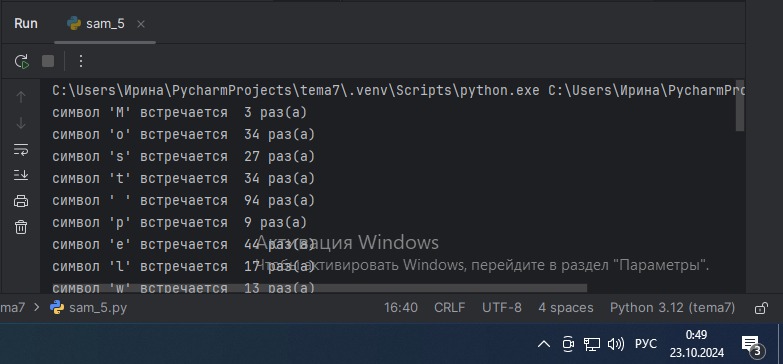 Run
sam_5
C:\Users\Ирина\PycharmProjects\tema7\.venv\Scripts\python.exe C:\Users\Ирина\PycharmPro
символ 'M' встречается  3 раз(а)
символ 'o' встречается  34 раз(а)
символ 's' встречается  27 раз(а)
символ 't' встречается  34 раз(а)
символ ' ' встречается  94 раз(а)
символ 'p' встречается  9 раз(а)
символ 'e' встречается  44 раз(а)
Активация Windows
символ 'l' встречается  17 раз(а)
Чтобы активировать Windows, перейдите в раздел "Параметры".
символ 'w' встречается  13 раз(а)
ma7 > sam_5.py
16:40 CRLF UTF-8 4 spaces Python 3.12 (tema7)
РУС
0:49
23.10.2024
3